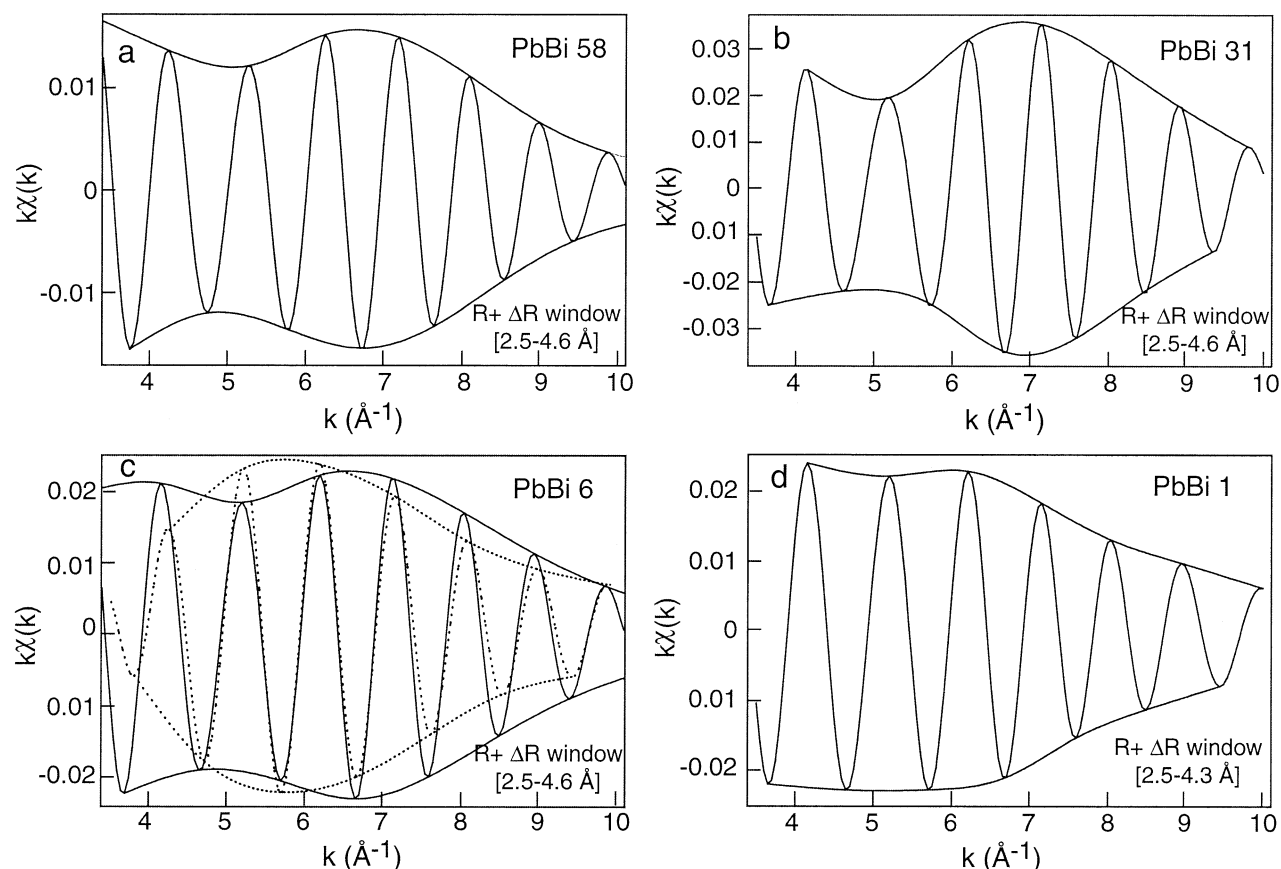 a
PbBi 58
0.01
0
-0.01
kχ(k)
R+ ΔR window
[2.5-4.6 Å]
4 5 6 7 8 9 10
k (Å-1)
b
PbBi 31
0.03
0.02
0.01
0
0.01
-0.02
-0.03
kχ(k)
R+ ΔR window
[2.5-4.6 Å]
4 5 6 7 8 9 10
k (Å-1)
c
PbBi 6
0.02
0.01
0
0.01
-0.02
kχ(k)
R+ ΔR window
[2.5-4.6 Å]
4 5 6 7 8 9 10
k (Å-1)
d
PbBi 1
0.02
0.01
0
0.01
-0.02
kχ(k)
R+ ΔR window
[2.5-4.3 Å]
4 5 6 7 8 9 10
k (Å-1)